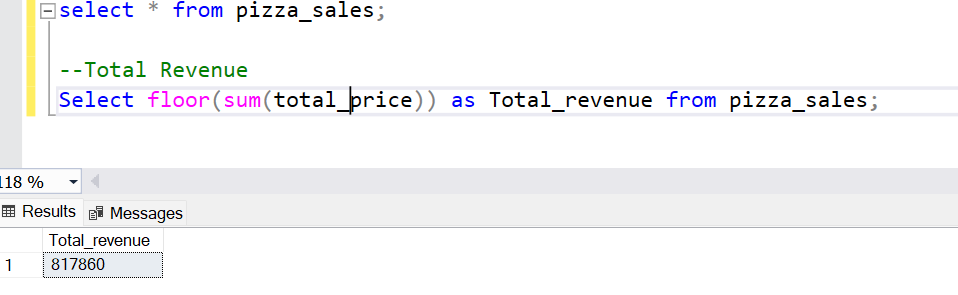 select * from pizza_sales;
--Total Revenue
Select floor(sum(total_price)) as Total_revenue from pizza_sales;
118 %
Results Messages
Total_revenue
1 817860